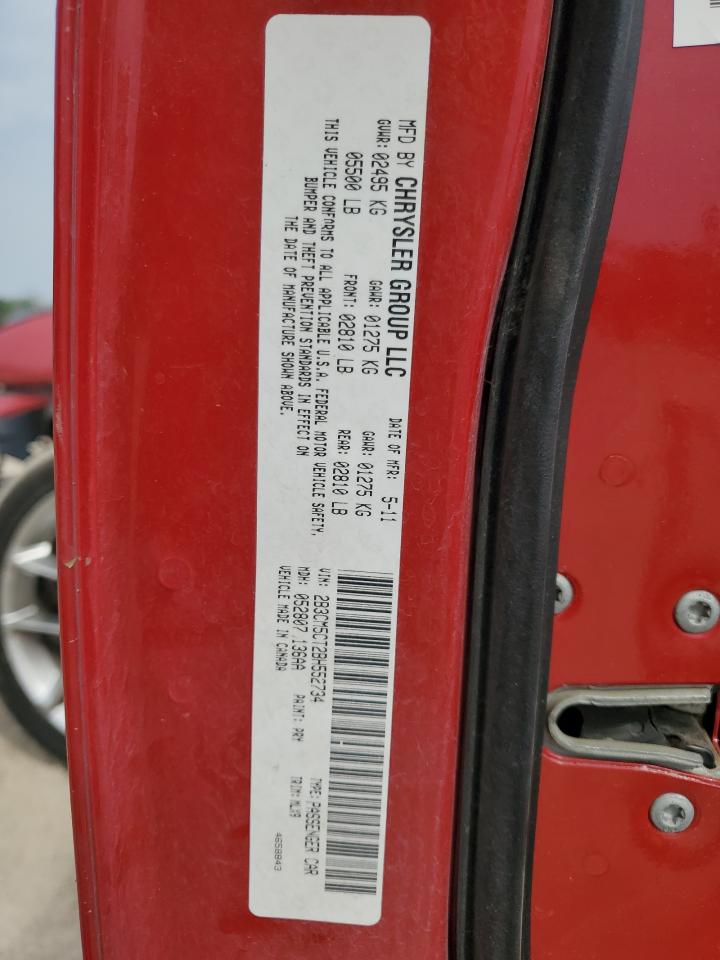 MFD BY CHRYSLER GROUP LLC DATE OF MFR: 5-11
GVWR: 02495 KG GAWR: 01275 KG GAWR: 01275 KG
05500 LB FRONT: 02810 LB REAR: 02810 LB
THIS VEHICLE CONFORMS TO ALL APPLICABLE U.S.A. FEDERAL MOTOR VEHICLE SAFETY,
BUMPER AND THEFT PREVENTION STANDARDS IN EFFECT ON
THE DATE OF MANUFACTURE SHOWN ABOVE.
VIN: 2B3CM5CT2BH552734 TYPE: PASSENGER CAR
MDH: 052807 136AA PAINT: PRY TRIM: MLX9
VEHICLE MADE IN CANADA 4658843